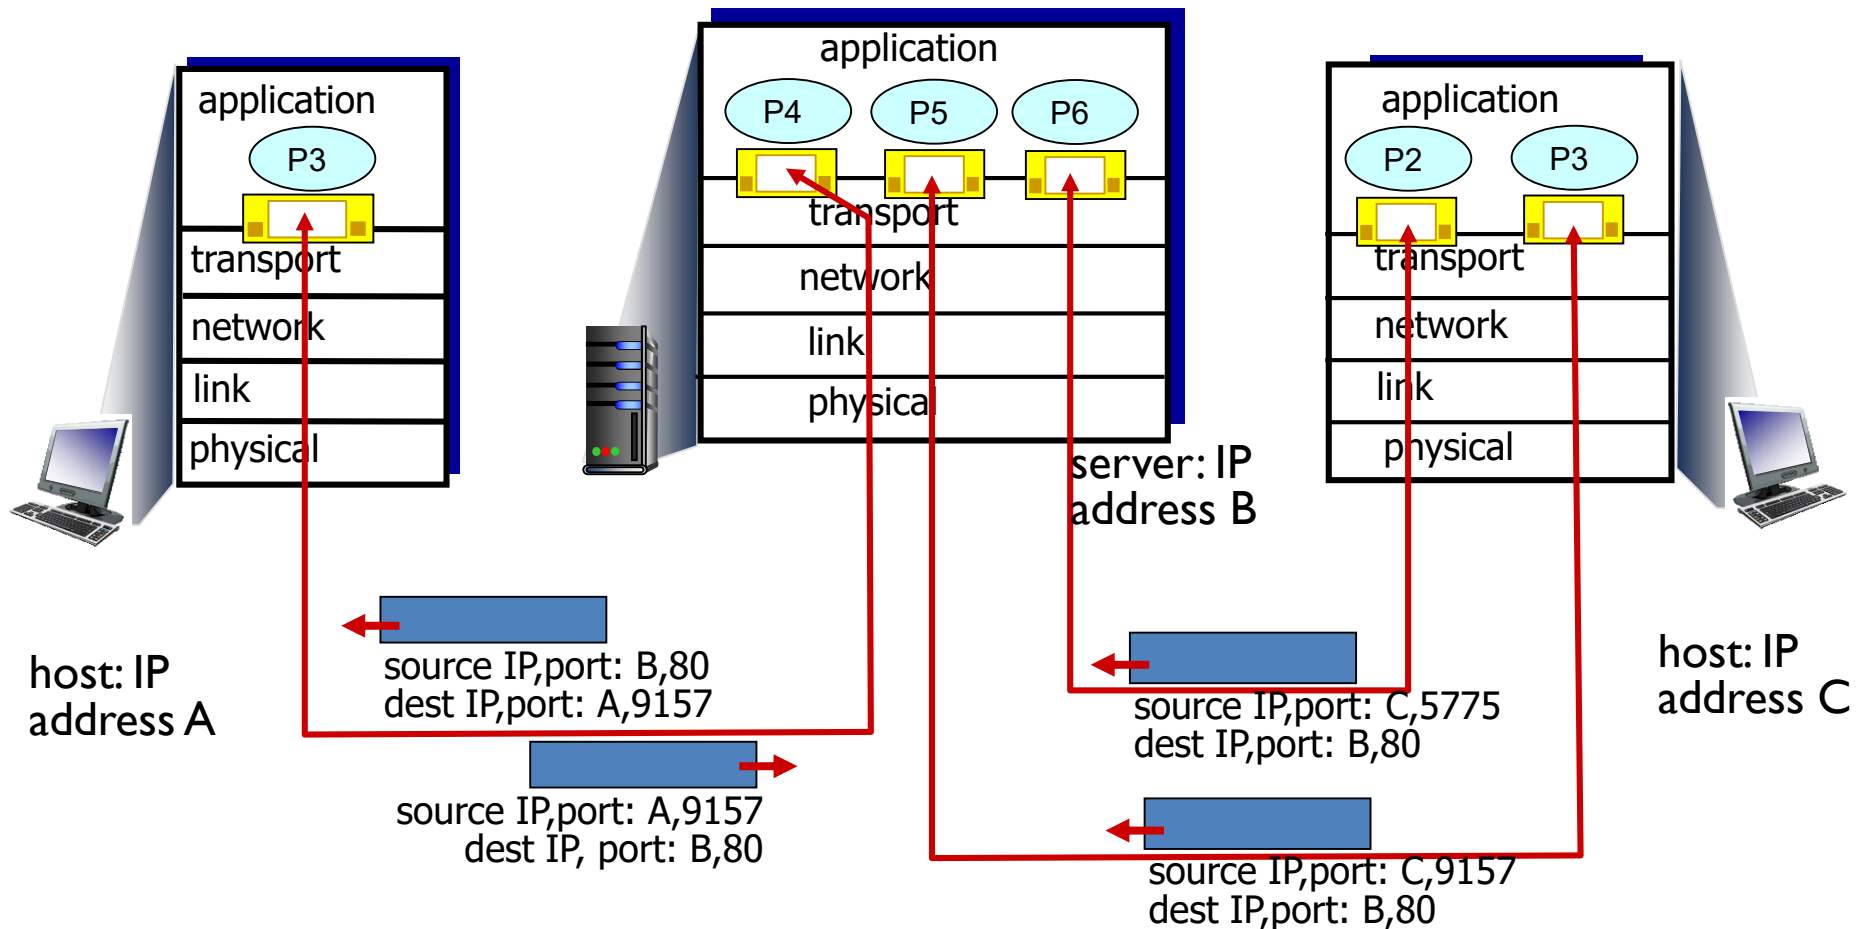 application
P3
transport
network
link
physical
host: IP
address A
application
P4
P5
P6
transport
network
link
physical
server: IP
address B
application
P2
P3
transport
network
link
physical
host: IP
address C
source IP,port: B,80
dest IP,port: A,9157
source IP,port: A,9157
dest IP, port: B,80
source IP,port: C,5775
dest IP,port: B,80
source IP,port: C,9157
dest IP,port: B,80